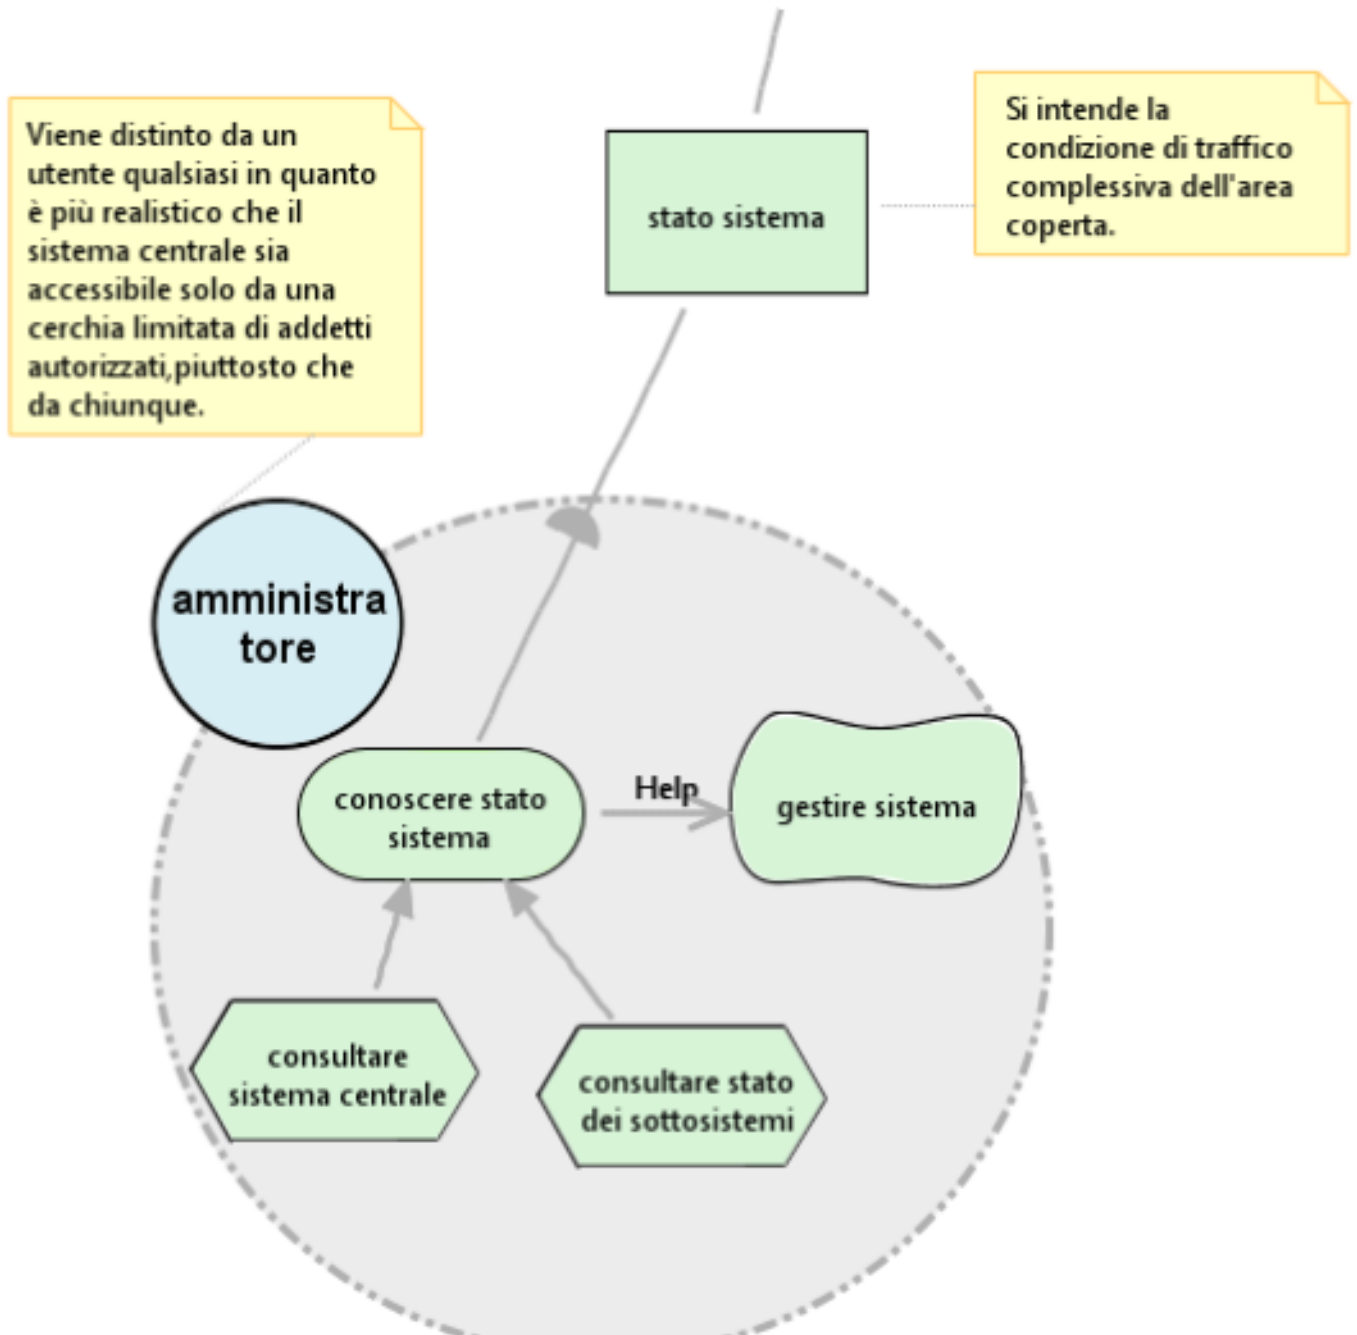 Viene distinto da un
utente qualsiasi in quanto
è più realistico che il
sistema centrale sia
accessibile solo da una
cerchia limitata di addetti
autorizzati,piuttosto che
da chiunque.
stato sistema
Si intende la
condizione di traffico
complessiva dell'area
coperta.
amministra
tore
conoscere stato
sistema
Help
gestire sistema
consultare
sistema centrale
consultare stato
dei sottosistemi